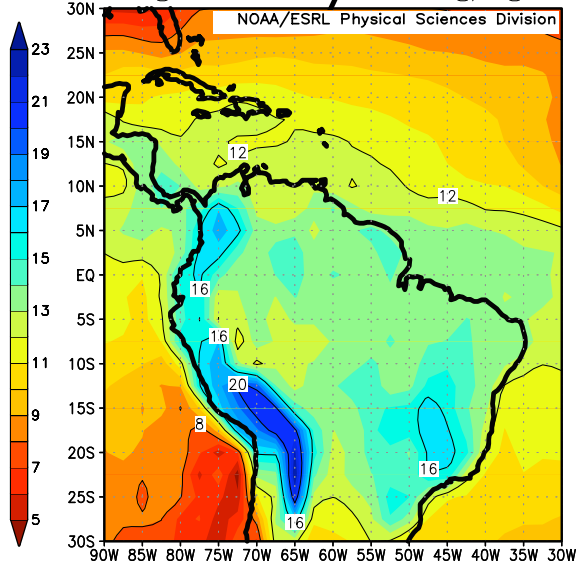 NOAA/ESRL Physical Sciences Division
30N
25N
20N
15N
10N
5N
EQ
5S
10S
15S
20S
25S
30S
90W 85W 80W 75W 70W 65W 60W 55W 50W 45W 40W 35W 30W
23
21
19
17
15
13
11
9
7
5
12
12
16
16
20
8
16
16